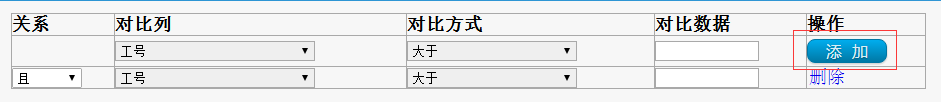 关系 对比列 对比方式 对比数据 操作
工号 大于 添 加
且 工号 大于 删除